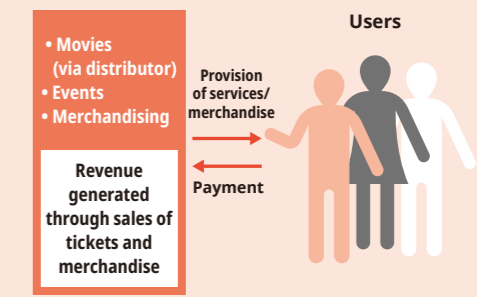 • Movies
(via distributor)
• Events
• Merchandising
Revenue
generated
through sales of
tickets and
merchandise
Provision
of services/
merchandise
Payment
Users